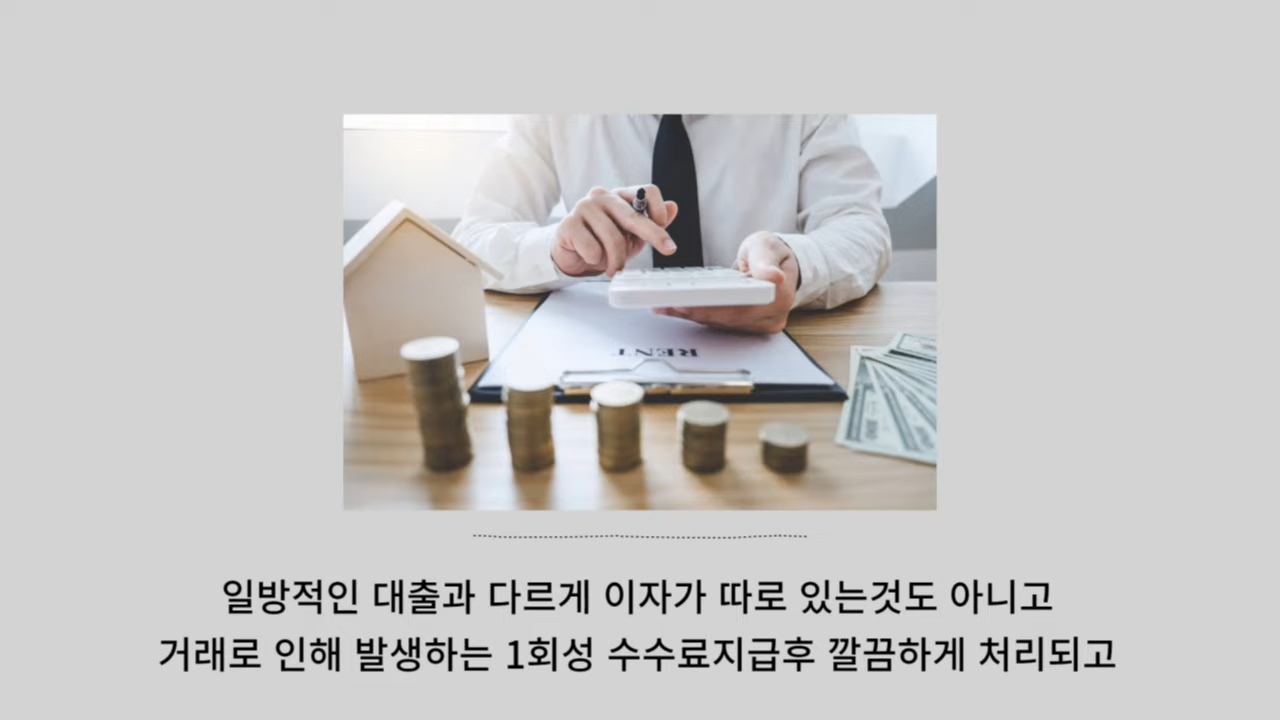 RENT
일방적인 대출과 다르게 이자가 따로 있는것도 아니고
거래로 인해 발생하는 1회성 수수료지급후 깔끔하게 처리되고